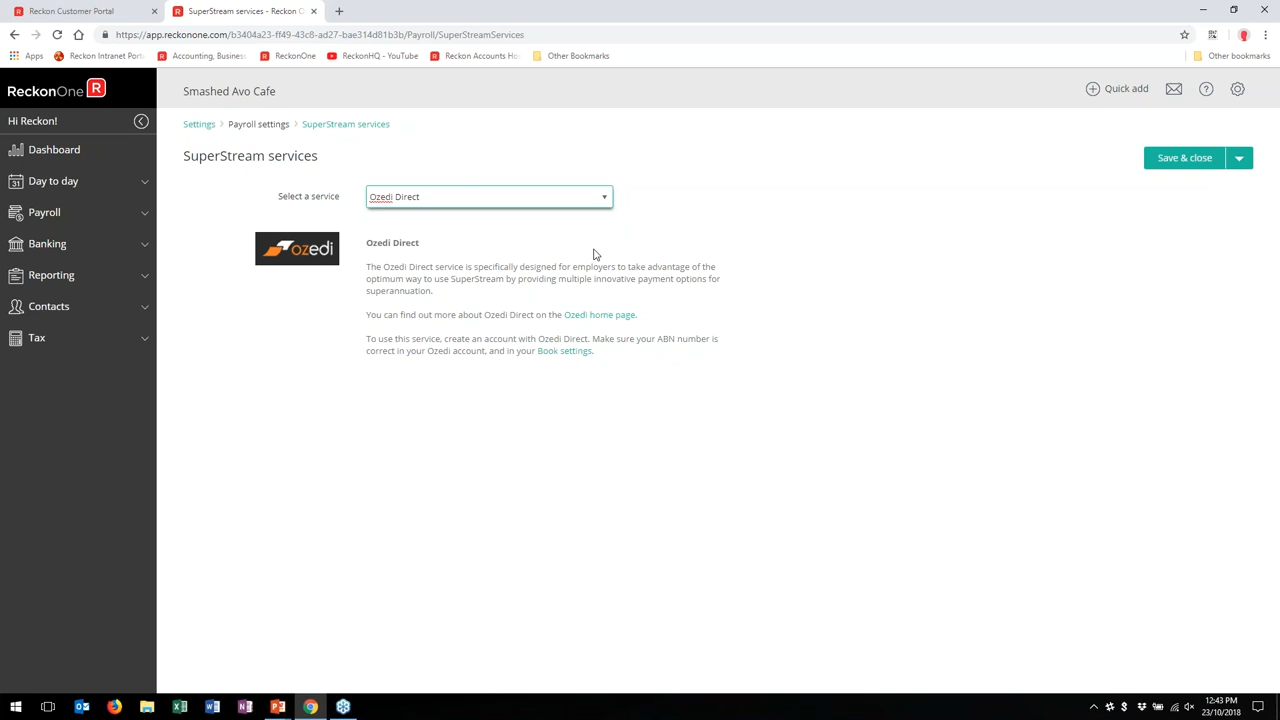 Reckon Customer Portal
SuperStream services - Reckon O
https://app.reckonone.com/b3404a23-ff49-43c8-ad27-bae314d81b3b/Payroll/SuperStreamServices
Apps
Reckon Intranet Port
Accounting, Busines
ReckonOne
ReckonHQ - YouTube
Reckon Accounts Ho
Other Bookmarks
Other bookmarks
ReckonOne R
Smashed Avo Cafe
Quick add
Hi Reckon!
Settings > Payroll settings > SuperStream services
Dashboard
SuperStream services
Save & close
31 Day to day
Select a service
Ozedi Direct
Payroll
Banking
ozedi
Ozedi Direct
The Ozedi Direct service is specifically designed for employers to take advantage of the
optimum way to use SuperStream by providing multiple innovative payment options for
superannuation.
Reporting
Contacts
You can find out more about Ozedi Direct on the Ozedi home page.
Tax
To use this service, create an account with Ozedi Direct. Make sure your ABN number is
correct in your Ozedi account, and in your Book settings.
12:43 PM
23/10/2018